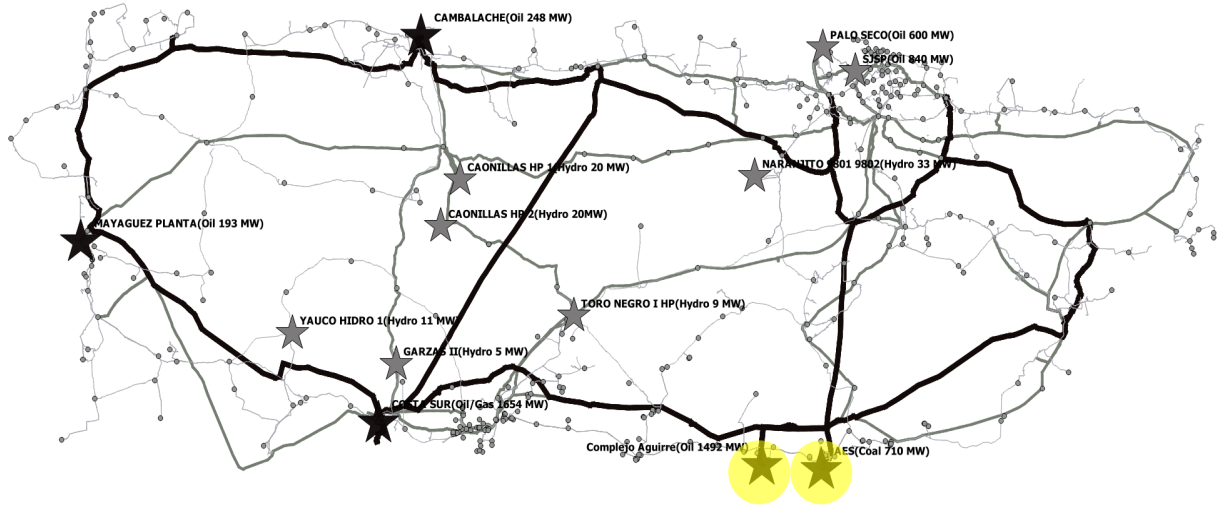 CAMBALACHE(Oil 248 MW)
PALO SECO(Oil 600 MW)
SJSP(Oil 840 MW)
CAONILLAS HP 1(Hydro 20 MW)
NARANJITO 9801 9802(Hydro 33 MW)
CAONILLAS HP 2(Hydro 20MW)
MAYAGUEZ PLANTA(Oil 193 MW)
TORO NEGRO I HP(Hydro 9 MW)
YAUCO HIDRO 1(Hydro 11 MW)
GARZAS II(Hydro 5 MW)
COSTA SUR(Oil/Gas 1654 MW)
Complejo Aguirre(Oil 1492 MW)
AES(Coal 710 MW)